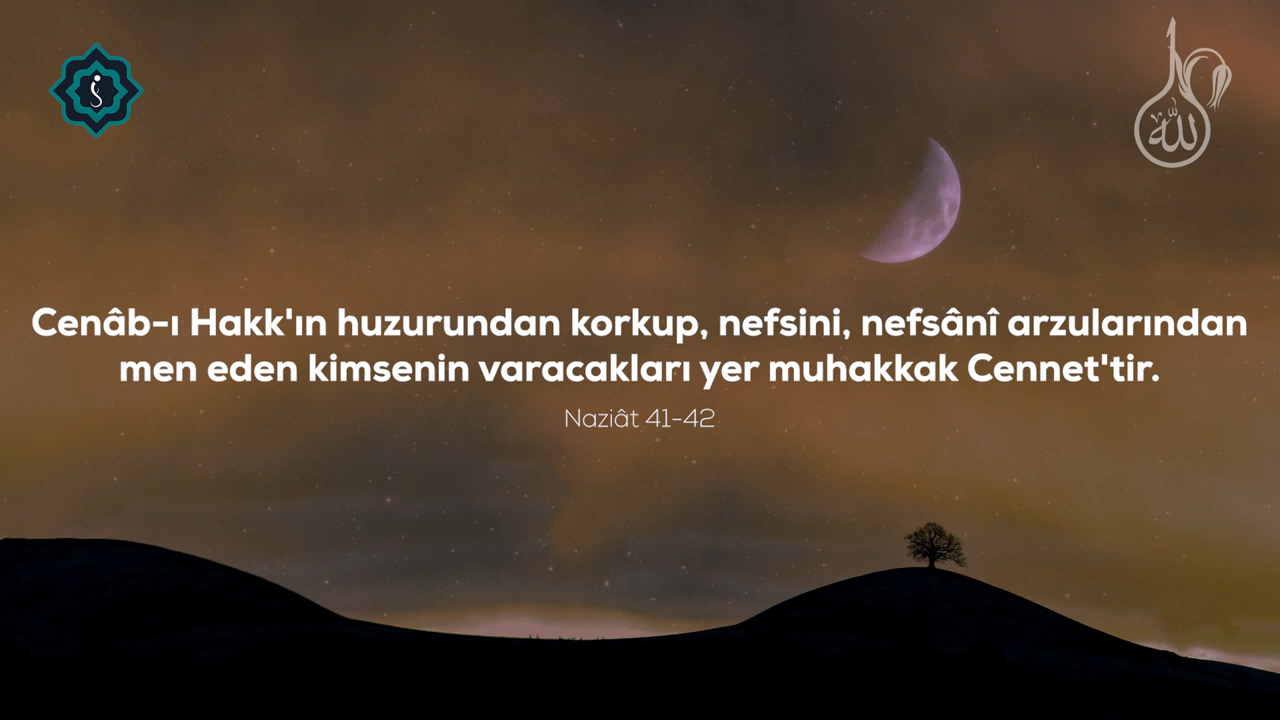 الله
Cenâb-ı Hakk'ın huzurundan korkup, nefsini, nefsânî arzularından
men eden kimsenin varacakları yer muhakkak Cennet'tir.
Naziât 41-42